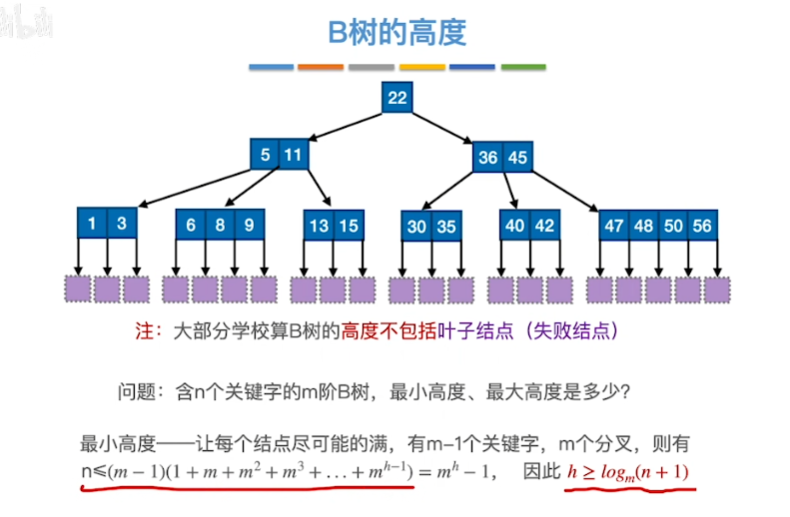 B树的高度
22
5 11
36 45
1 3
6 8 9
13 15
30 35
40 42
47 48 50 56
注：大部分学校算B树的高度不包括叶子结点（失败结点）
问题：含n个关键字的m阶B树，最小高度、最大高度是多少？
最小高度——让每个结点尽可能的满，有m-1个关键字，m个分叉，则有
n≤(m − 1)(1 + m + m² + m³ + … + mʰ⁻¹) = mʰ − 1， 因此 h ≥ logₘ(n + 1)